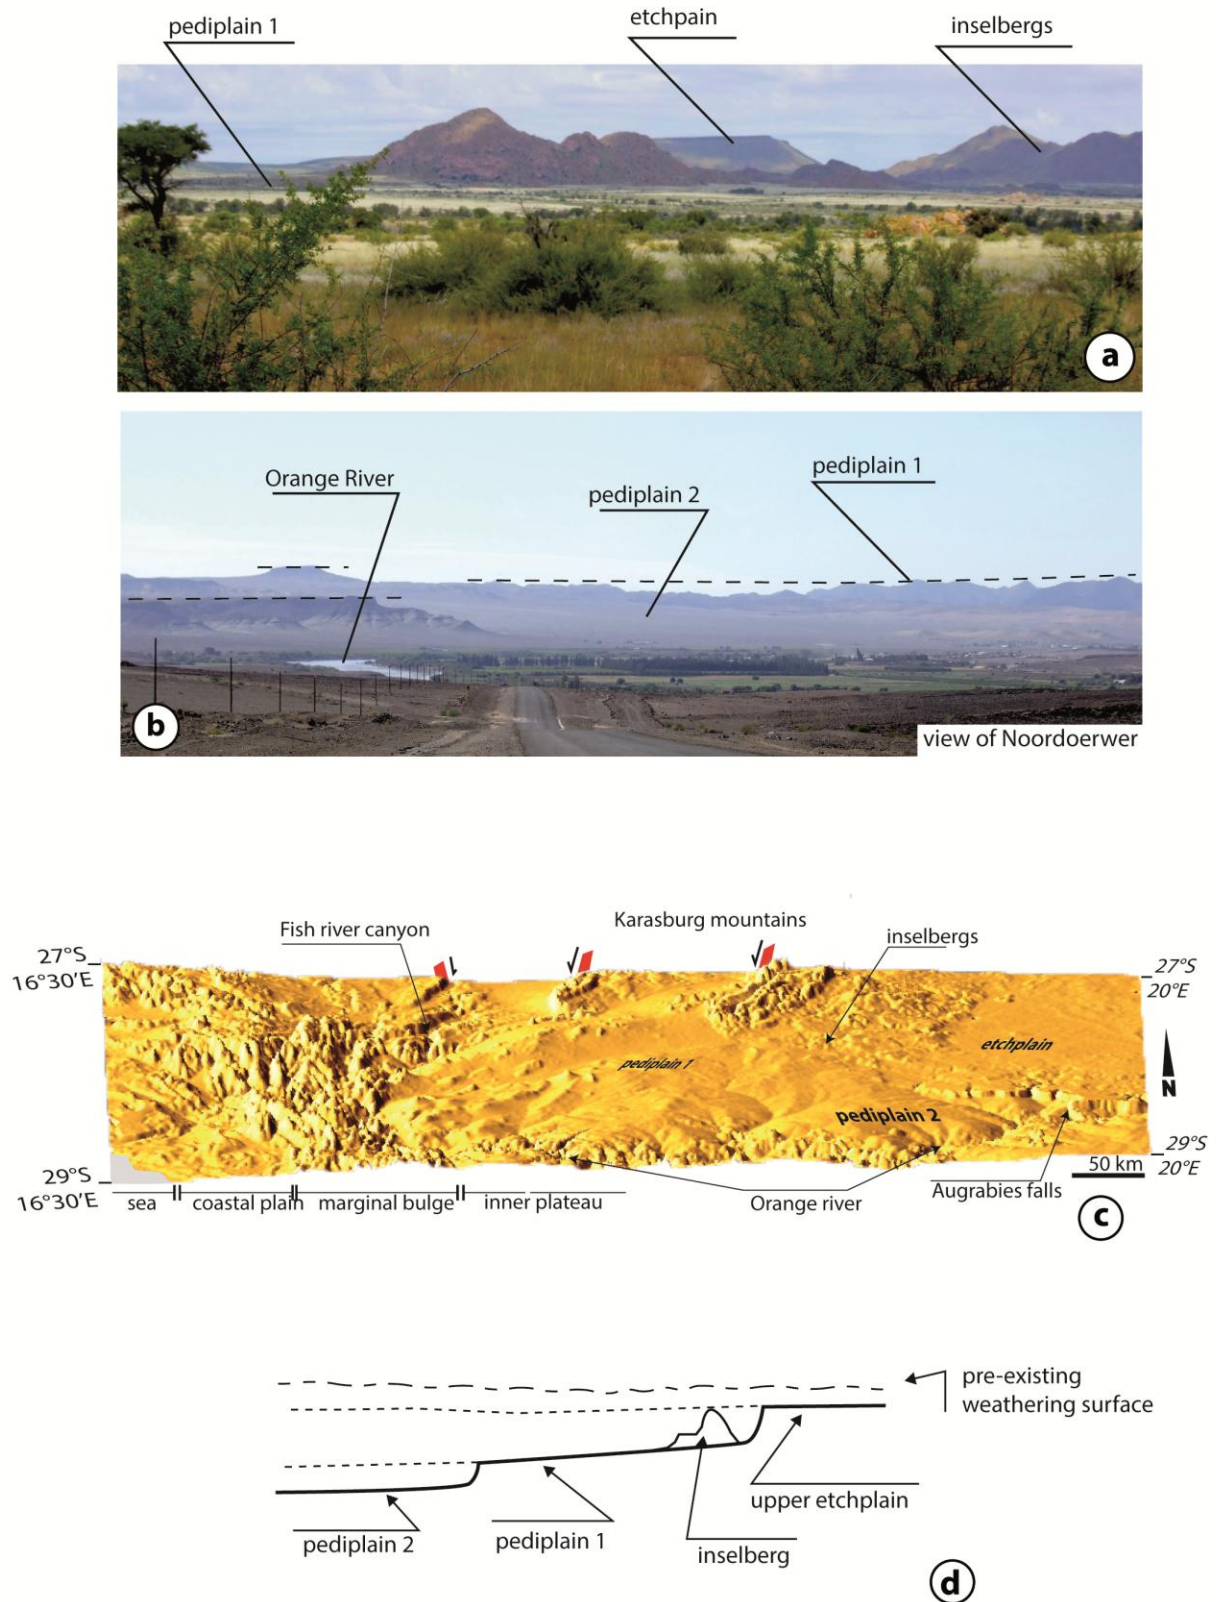 pediplain 1
etchpain
inselbergs
a
Orange River
pediplain 2
pediplain 1
b
view of Noordoerwer
Karasburg mountains
Fish river canyon
inselbergs
27°S
16°30'E
27°S
20°E
etchplain
pediplain 1
N
pediplain 2
29°S
16°30'E
29°S
20°E
50 km
sea
coastal plain
marginal bulge
inner plateau
Orange river
Augrabies falls
c
pre-existing
weathering surface
upper etchplain
pediplain 2
pediplain 1
inselberg
d